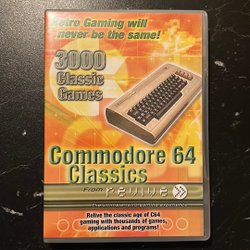 Retro Gaming will
never be the same!
3000
Classic
Games
Commodore 64
Classics
From REVIVE
Relive the classic age of C64
gaming with thousands of games,
applications and programs!